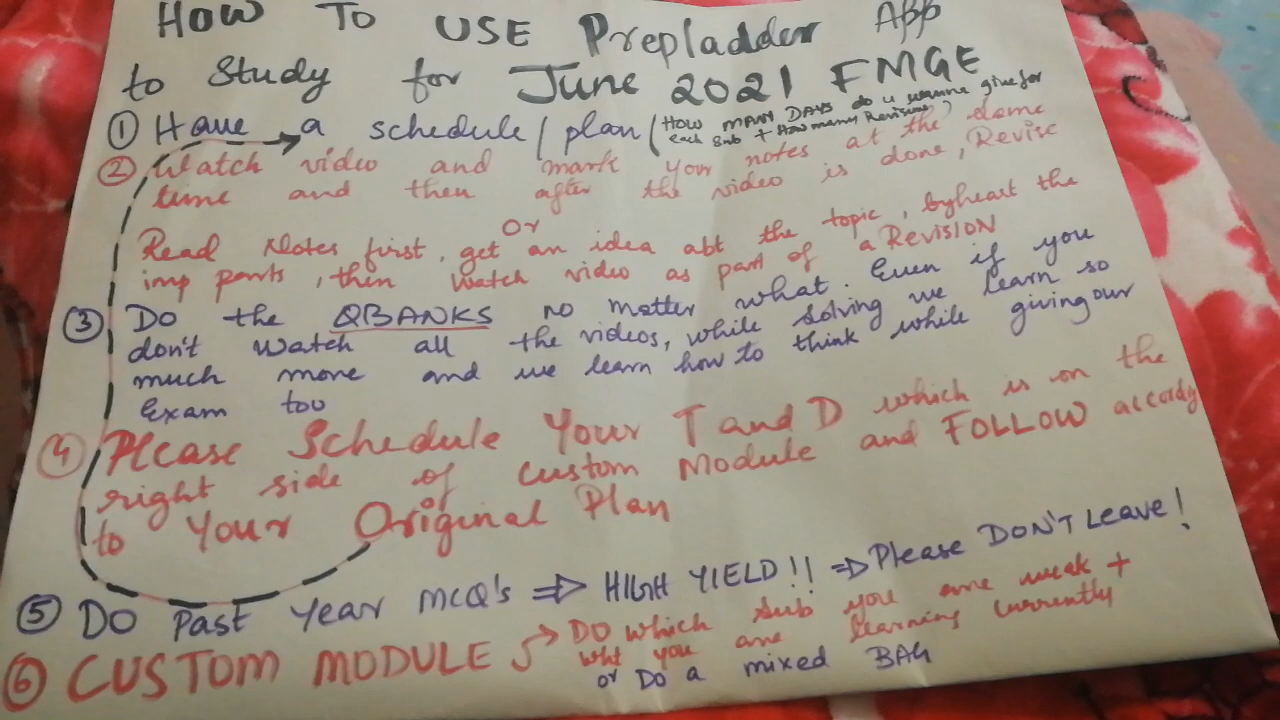 HOW TO USE Prepladder App
to Study for June 2021 FMGE
① Have a schedule / plan (HOW MANY DAYS do u wanna give for
each sub + How many Revisions)
② Watch video and mark your notes at the same
time and then after the video is done, Revise
Or
Read Notes first, get an idea abt the topic, byheart the
imp parts, then watch video as part of a REVISION
③ Do the QBANKS no matter what. Even if you
don't watch all the videos, while solving we learn so
much more and we learn how to think while giving our
Exam too
④ Please Schedule Your T and D which is on the
right side of custom Module and FOLLOW accordg
to Your Original Plan
⑤ DO Past Year MCQ's ⇒ HIGH YIELD!! ⇒ Please DON'T Leave!
⑥ CUSTOM MODULE → DO which sub you are weak +
wht you are learning currently
or Do a mixed BAG